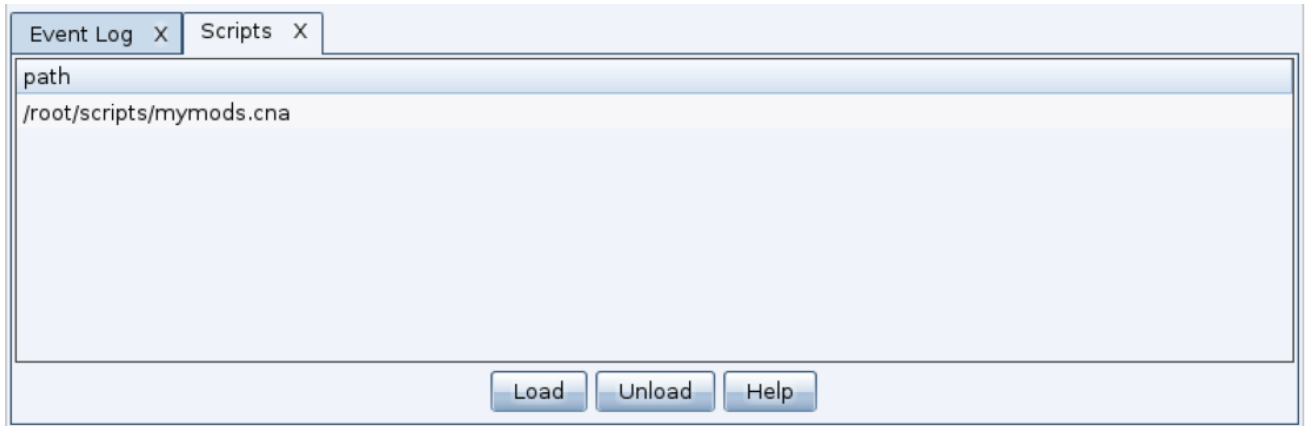 Event Log X Scripts X
path
/root/scripts/mymods.cna
Load Unload Help